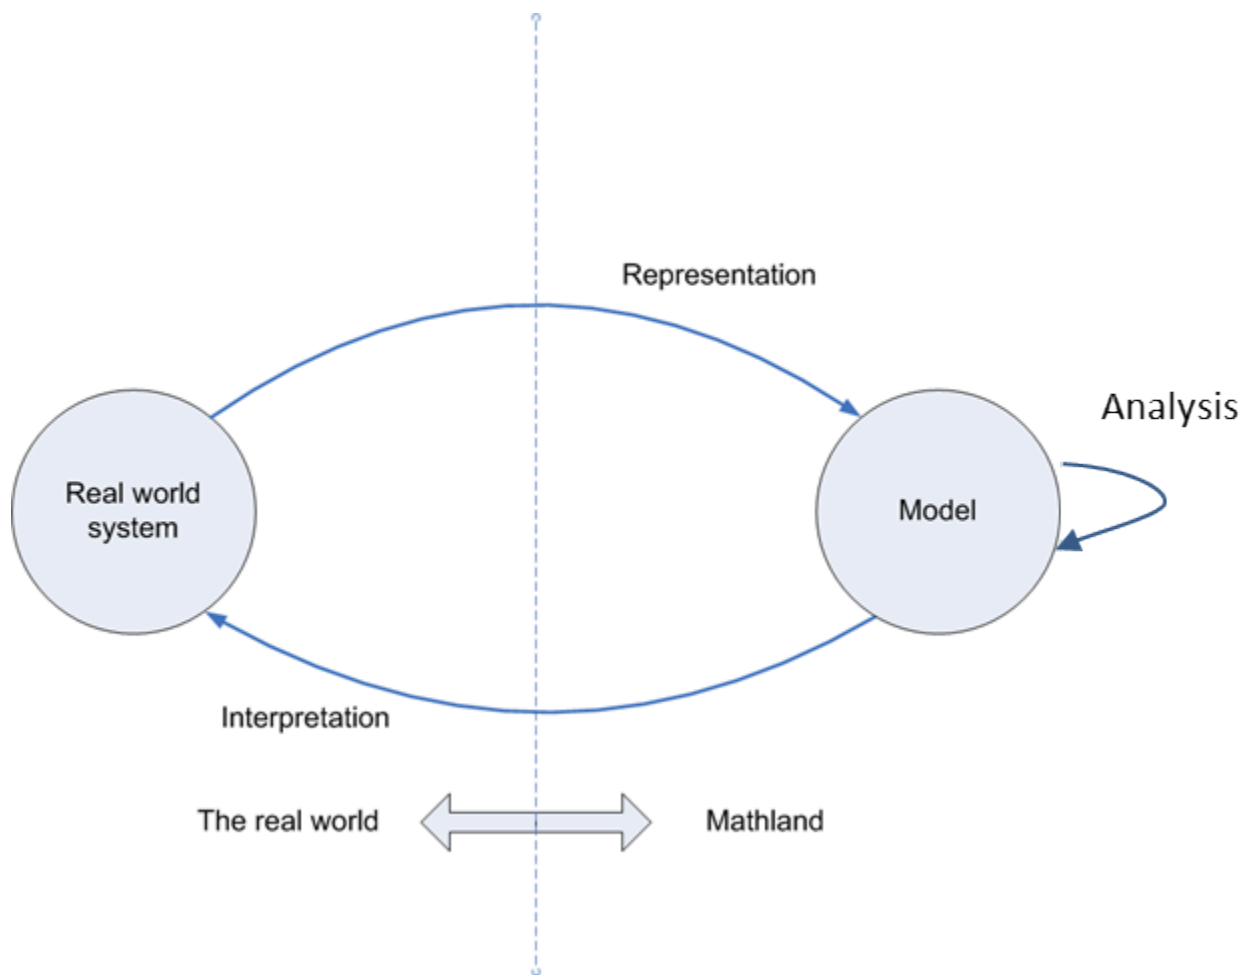 Representation
Analysis
Real world
system
Model
Interpretation
The real world
Mathland